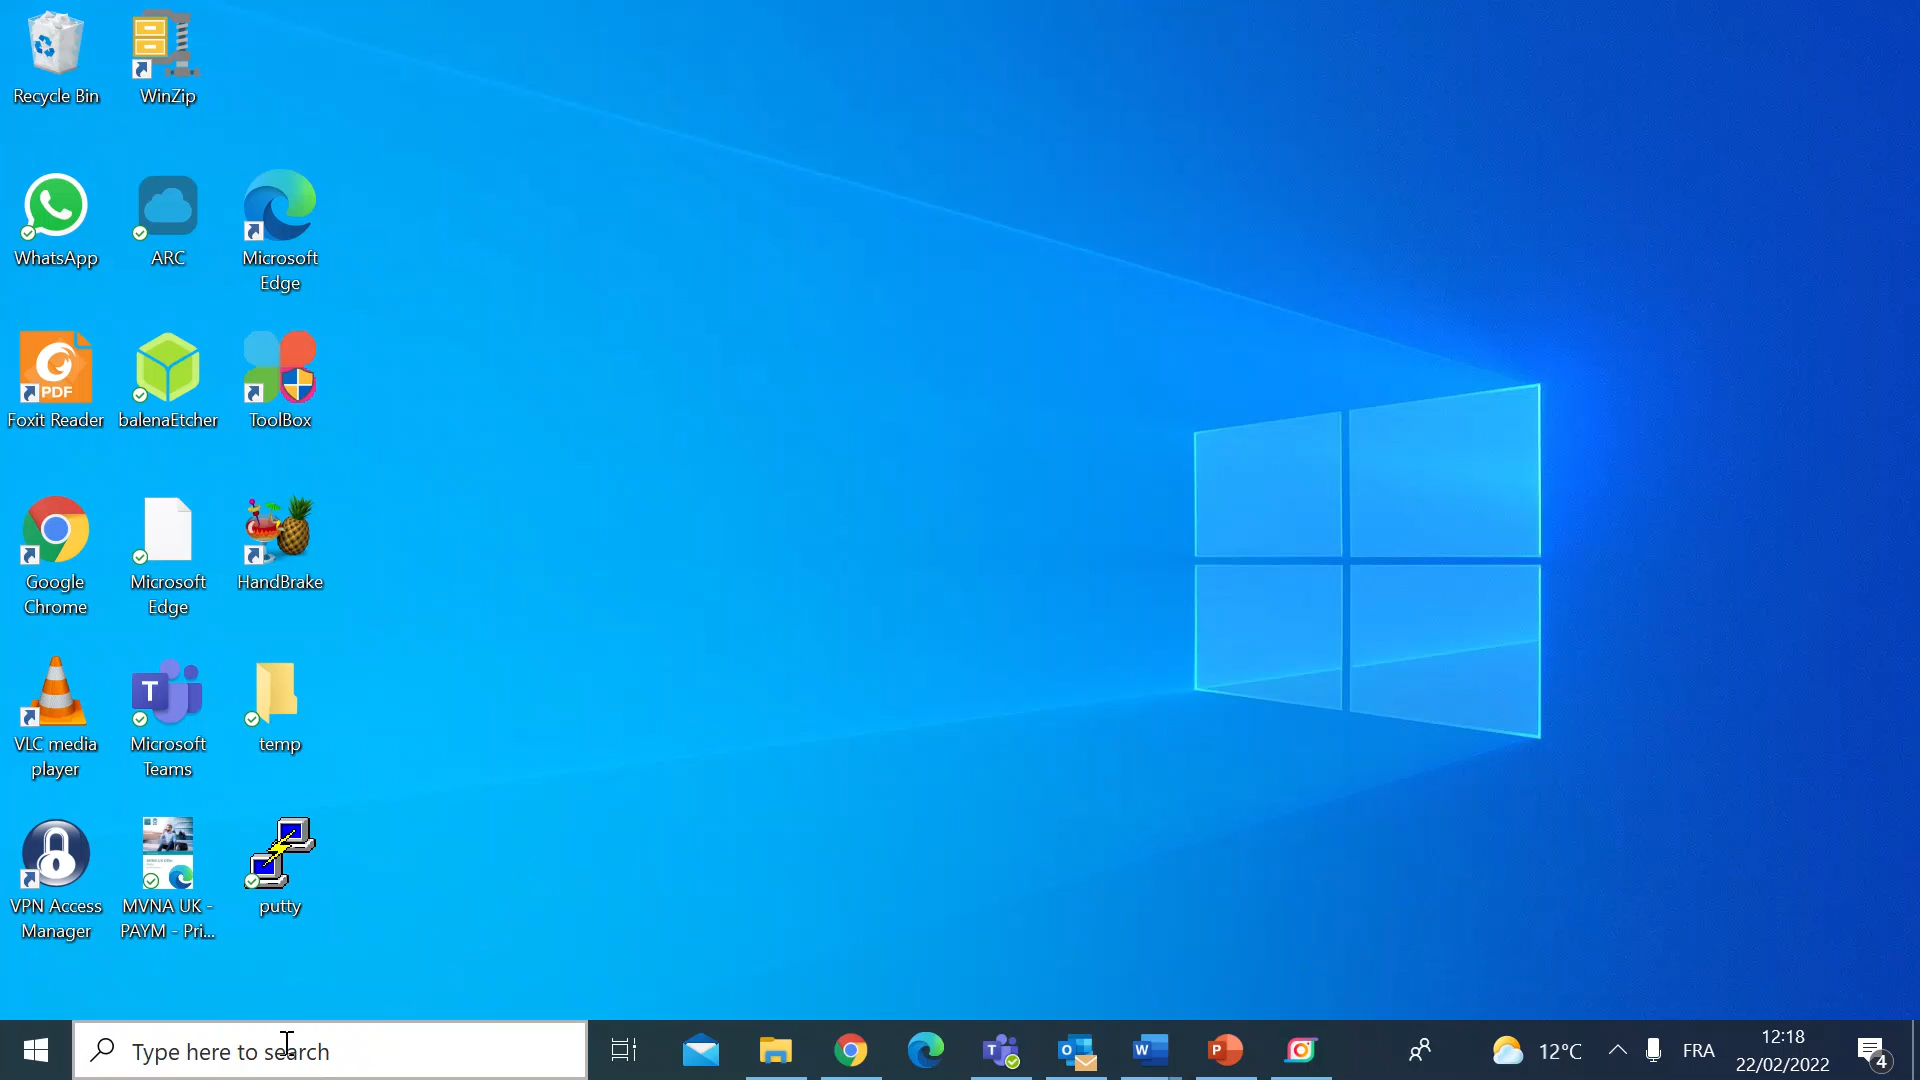 Recycle Bin
WinZip
WhatsApp
ARC
Microsoft
Edge
PDF
Foxit Reader
balenaEtcher
ToolBox
Google
Chrome
Microsoft
Edge
HandBrake
VLC media
player
T
Microsoft
Teams
temp
VPN Access
Manager
MVNA UK -
PAYM - Pri...
putty
Type here to search
T
O
W
P
12°C
FRA
12:18
22/02/2022
4